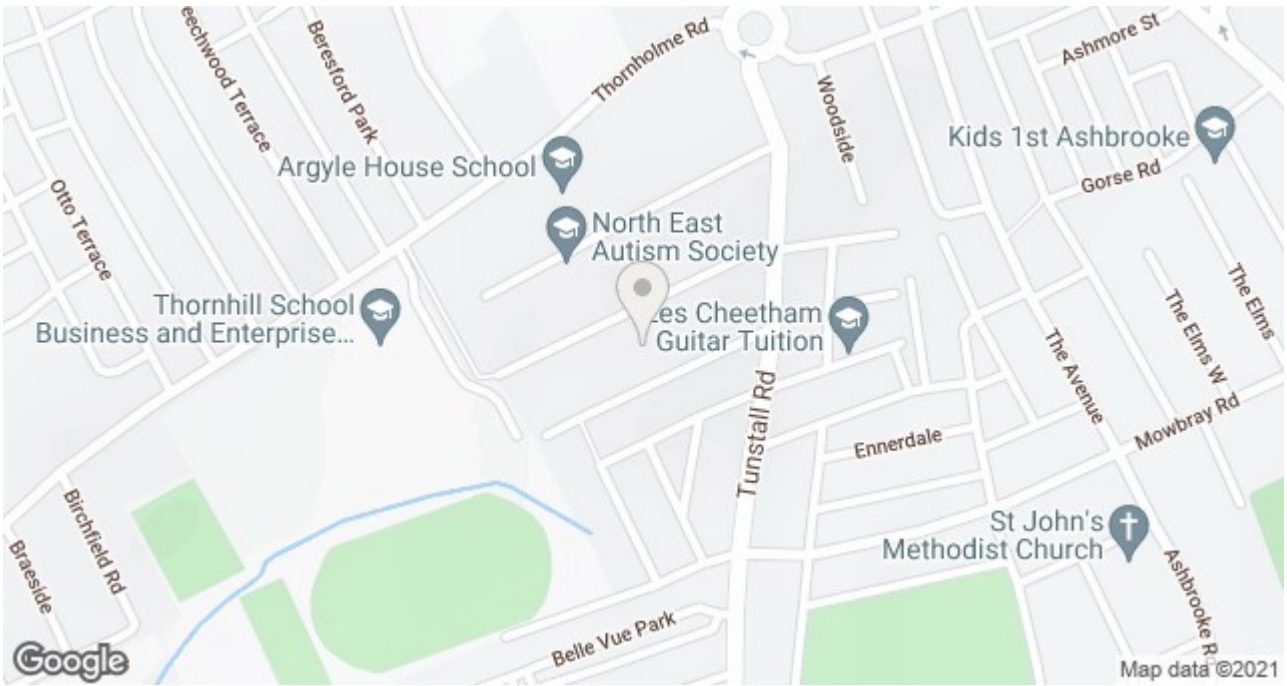 eechwood Terrace
Beresford Park
Thornholme Rd
Woodside
Ashmore St
Kids 1st Ashbrooke
Gorse Rd
Argyle House School
Otto Terrace
North East
Autism Society
Thornhill School
Business and Enterprise...
es Cheetham
Guitar Tuition
The Elms
The Elms W
The Avenue
Mowbray Rd
Tunstall Rd
Ennerdale
Birchfield Rd
Braeside
St John's
Methodist Church
Ashbrooke R
Belle Vue Park
Google
Map data ©2021